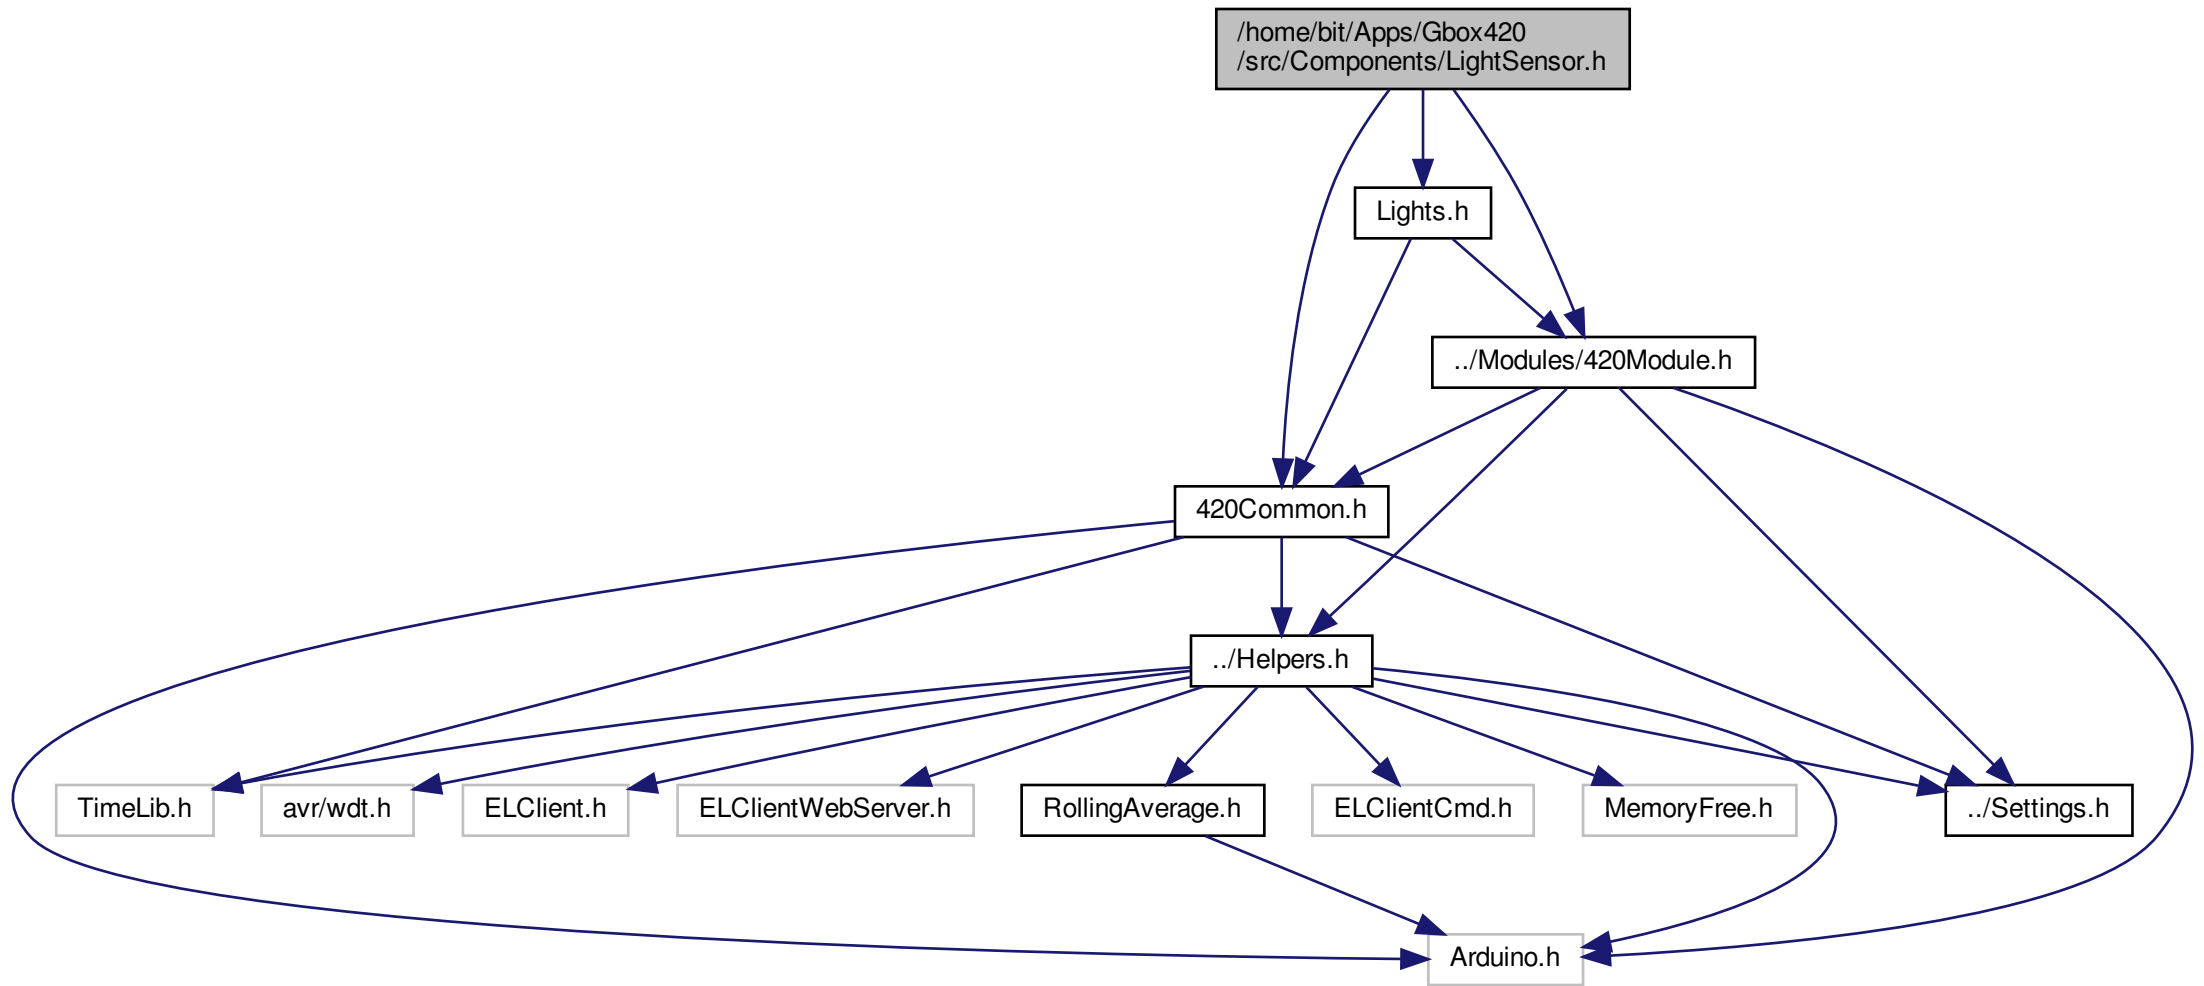 /home/bit/Apps/Gbox420
/src/Components/LightSensor.h
Lights.h
../Modules/420Module.h
420Common.h
../Helpers.h
TimeLib.h
avr/wdt.h
ELClient.h
ELClientWebServer.h
RollingAverage.h
ELClientCmd.h
MemoryFree.h
../Settings.h
Arduino.h